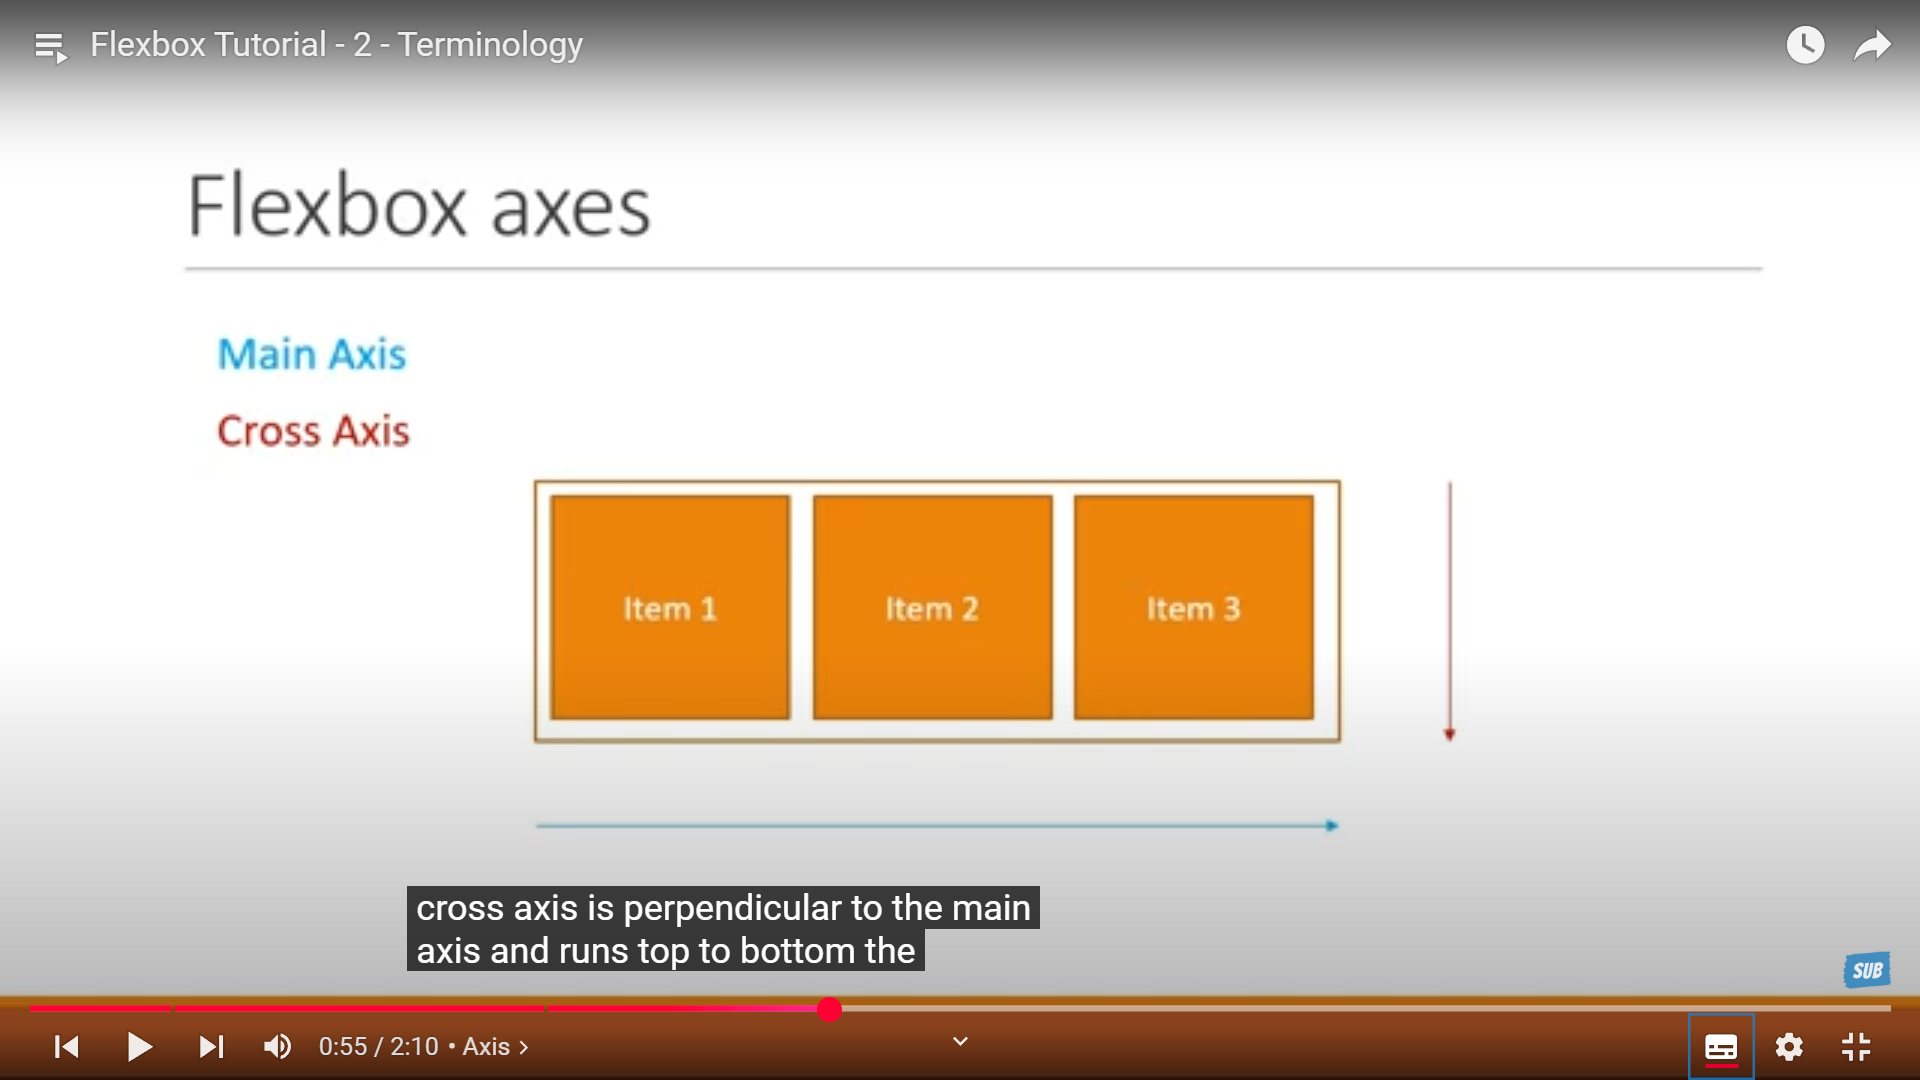 Flexbox Tutorial - 2 - Terminology
Flexbox axes
Main Axis
Cross Axis
Item 1
Item 2
Item 3
cross axis is perpendicular to the main
axis and runs top to bottom the
SUB
0:55 / 2:10 • Axis >